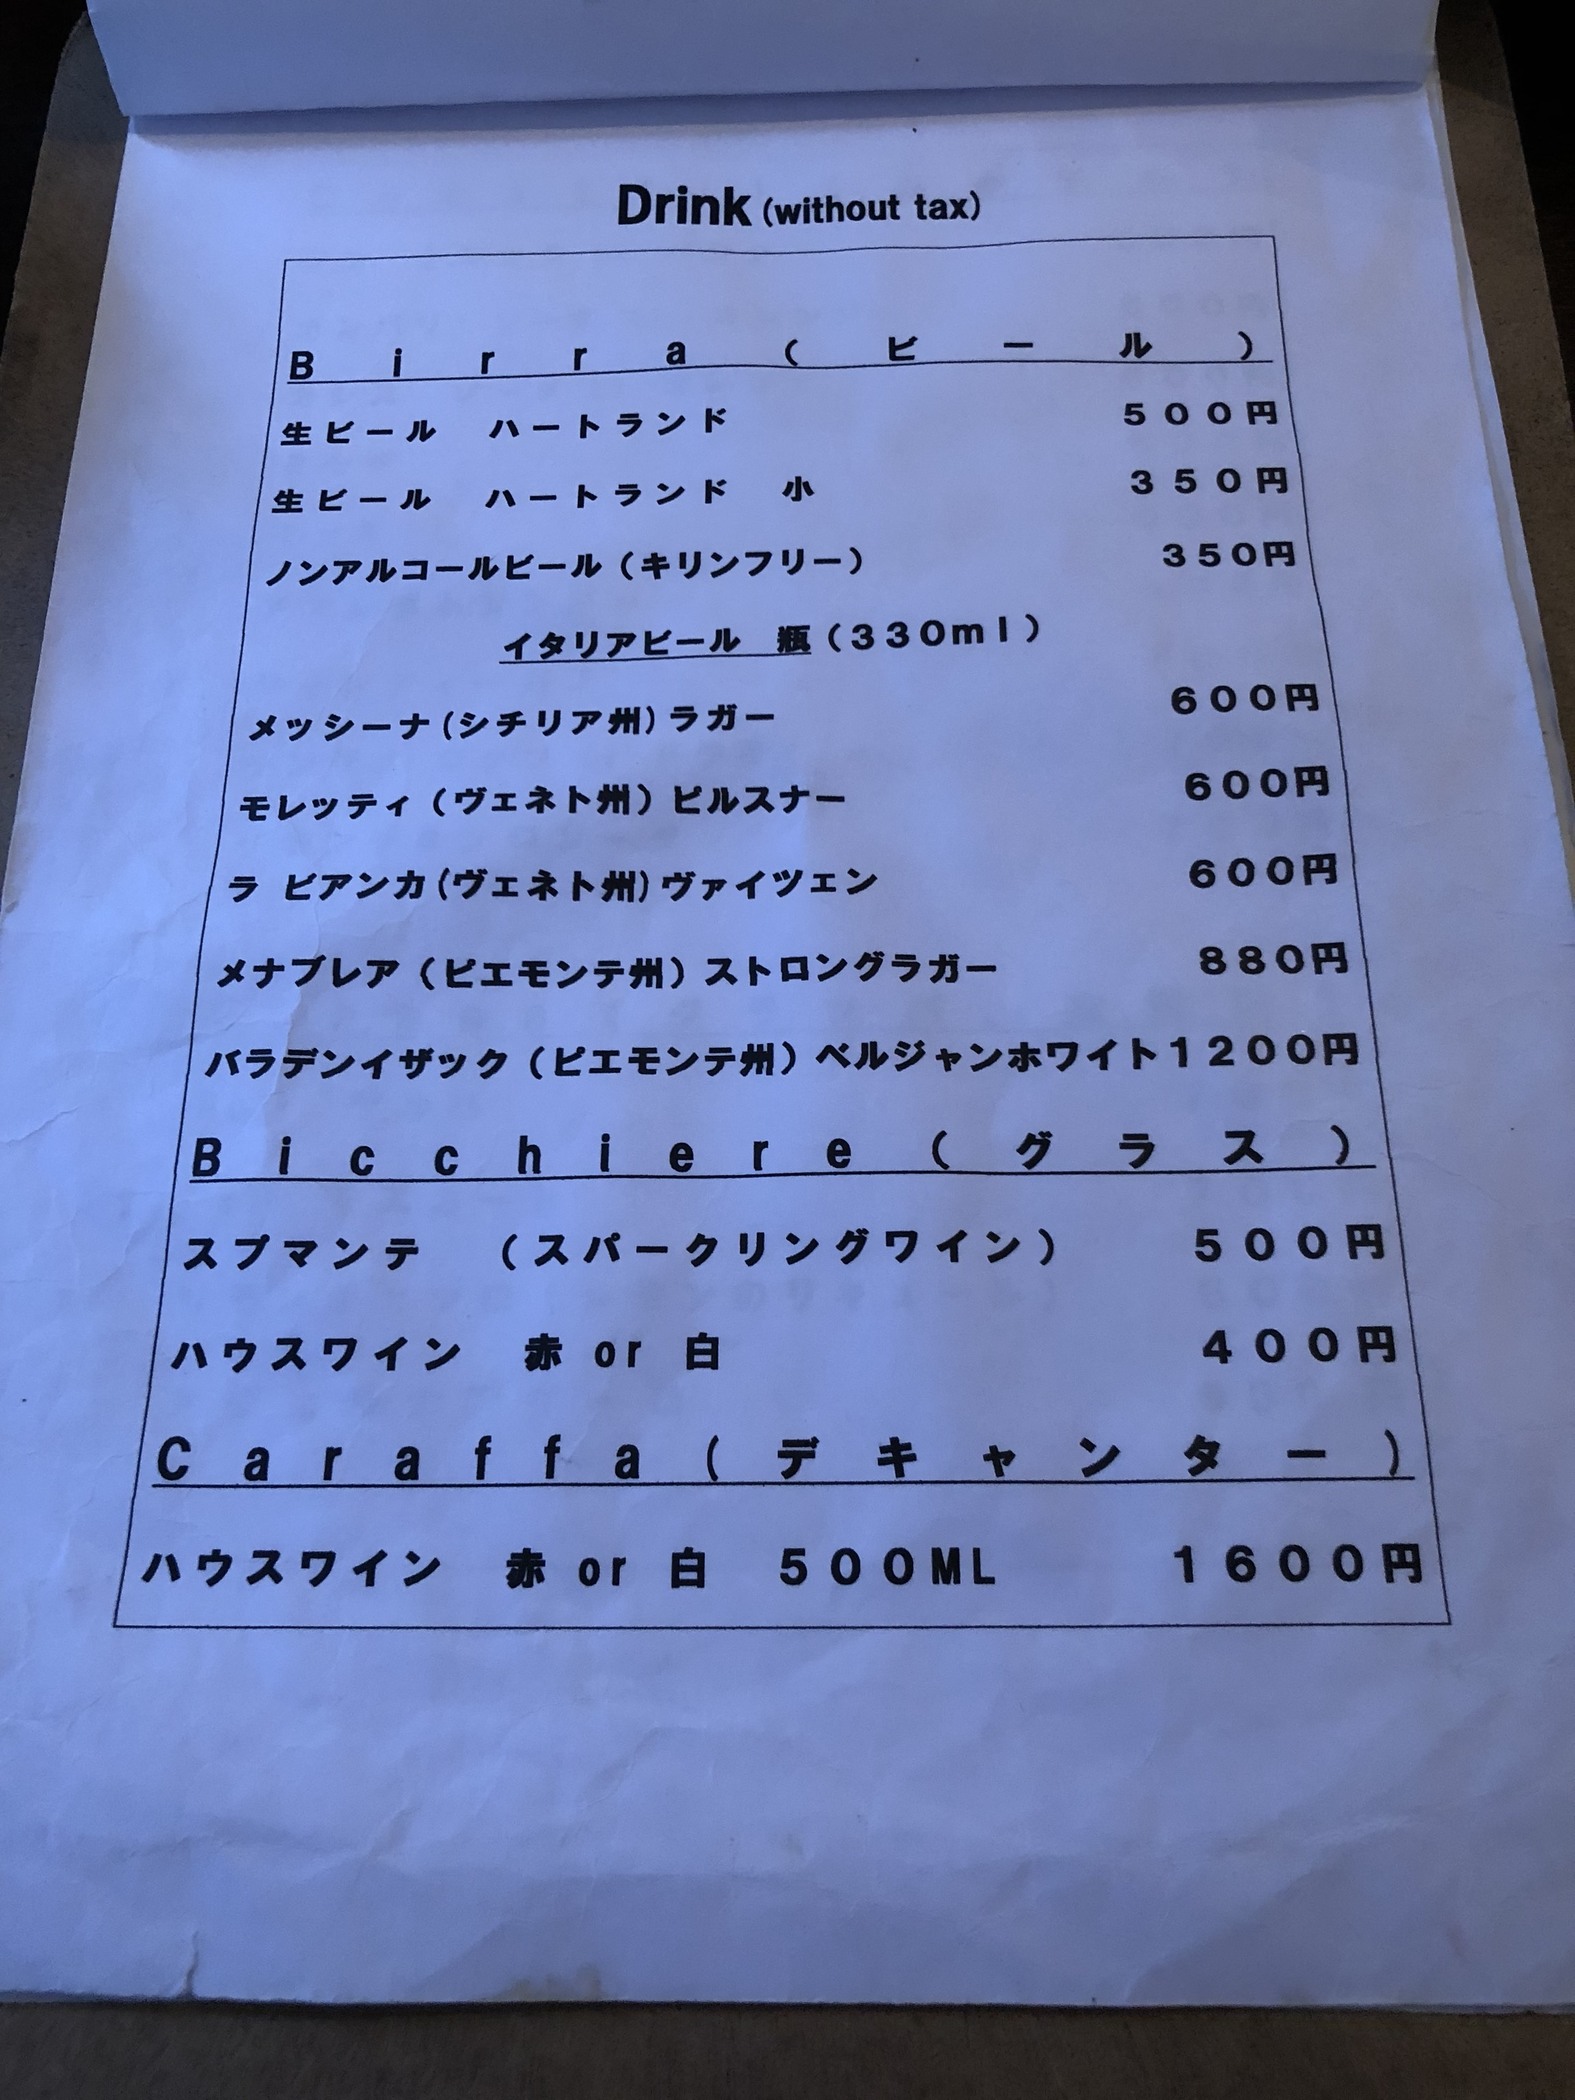 Drink (without tax)
Birra(ビール)
生ビール　ハートランド　500円
生ビール　ハートランド　小　350円
ノンアルコールビール（キリンフリー）　350円
イタリアビール　瓶（330ml）
メッシーナ(シチリア州)ラガー　600円
モレッティ（ヴェネト州）ピルスナー　600円
ラ ビアンカ(ヴェネト州)ヴァイツェン　600円
メナブレア（ピエモンテ州）ストロングラガー　880円
バラデンイザック（ピエモンテ州）ベルジャンホワイト1200円
Bicchiere(グラス)
スプマンテ　（スパークリングワイン）　500円
ハウスワイン　赤 or 白　400円
Caraffa(デキャンター)
ハウスワイン　赤 or 白　500ML　1600円